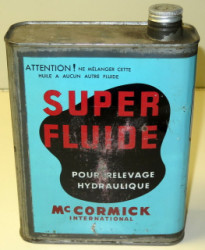 ATTENTION! NE MÉLANGER CETTE
HUILE A AUCUN AUTRE FLUIDE
SUPER
FLUIDE
POUR RELEVAGE
HYDRAULIQUE
McCORMICK
INTERNATIONAL